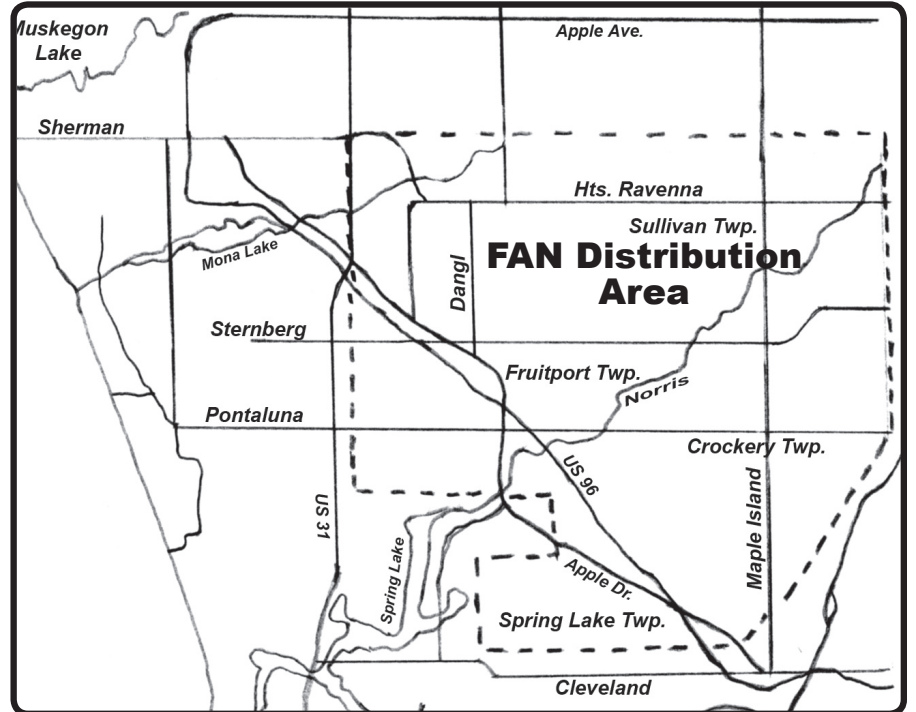 Muskegon
Lake
Apple Ave.
Sherman
Hts. Ravenna
Sullivan Twp.
FAN Distribution
Area
Mona Lake
Dangl
Sternberg
Fruitport Twp.
Norris
Pontaluna
Crockery Twp.
US 96
US 31
Maple Island
Spring Lake
Apple Dr.
Spring Lake Twp.
Cleveland